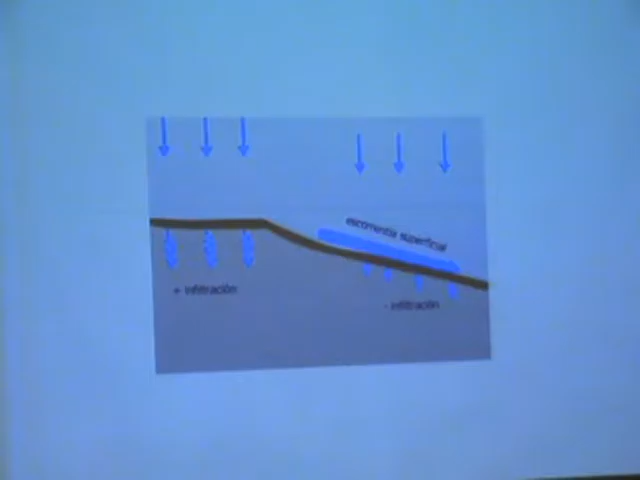 escorrentía superficial
+ infiltración
- infiltración